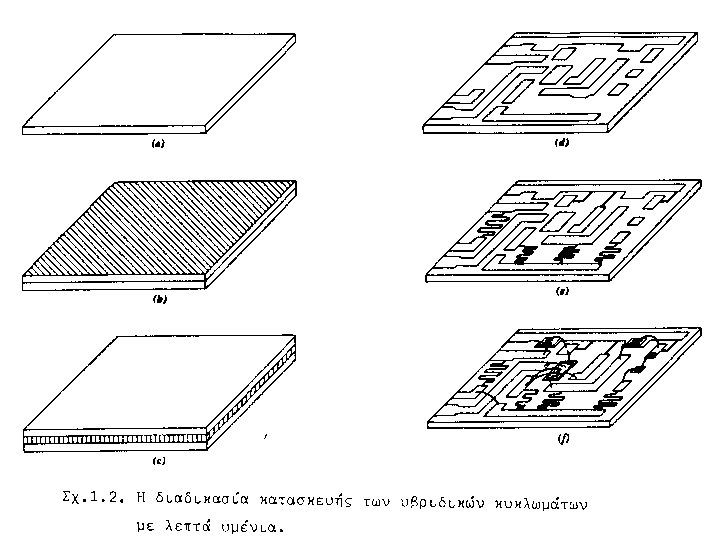 (a)
(d)
(b)
(e)
(c)
(f)
Σχ.1.2. Η διαδικασία κατασκευής των υβριδικών κυκλωμάτων
με λεπτά υμένια.